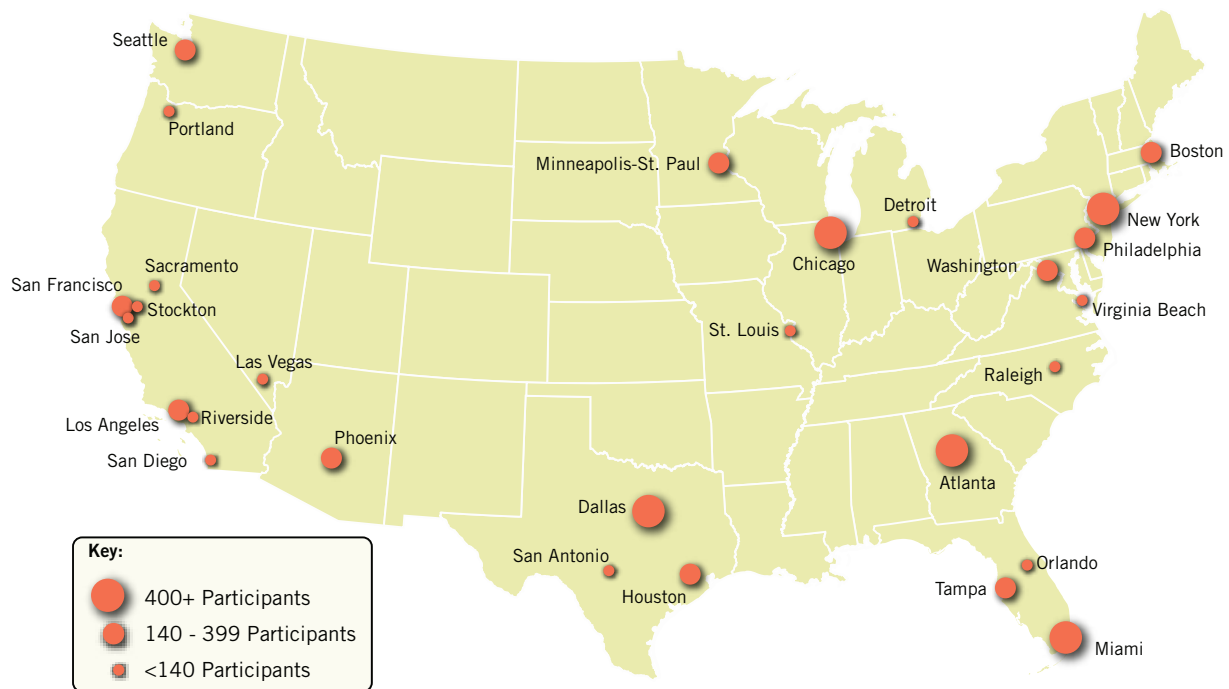 Seattle
Portland
Minneapolis-St. Paul
Boston
Detroit
New York
Chicago
Washington
Philadelphia
Sacramento
San Francisco
Stockton
Virginia Beach
San Jose
St. Louis
Las Vegas
Raleigh
Los Angeles
Riverside
Phoenix
San Diego
Atlanta
Dallas
San Antonio
Orlando
Houston
Tampa
Miami
Key:
400+ Participants
140 - 399 Participants
<140 Participants